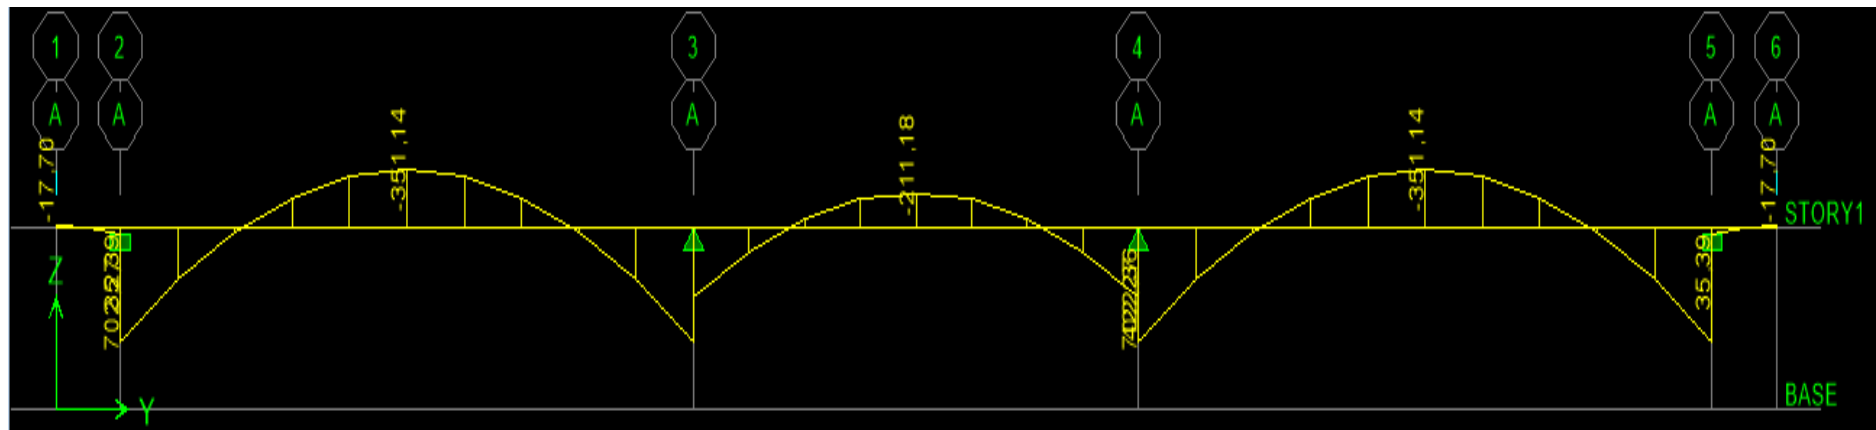 1 2 3 4 5 6
A A A A A A
-17,70 -351,14 -211,18 -351,14 -17,70
STORY1
35,39
Z
Y
BASE